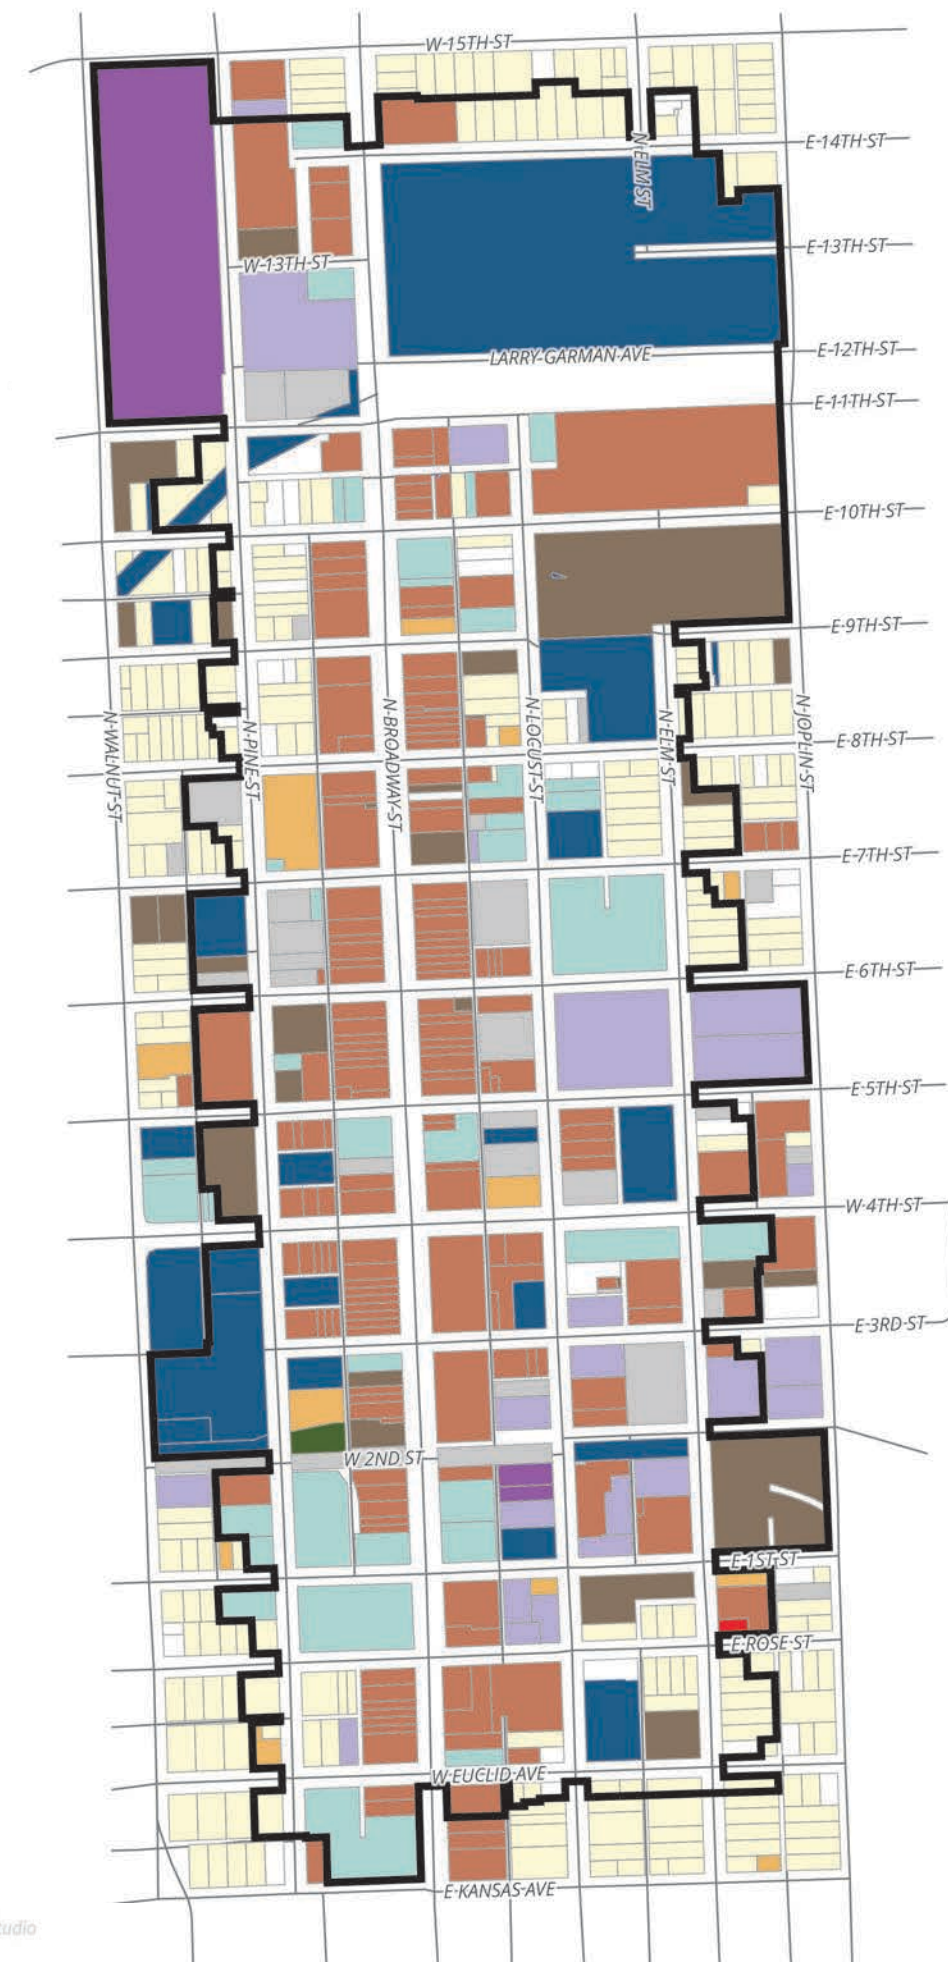 W-15TH-ST
E-14TH-ST
N-ELM-ST
E-13TH-ST
W-13TH-ST
E-12TH-ST
LARRY-GARMAN-AVE
E-11TH-ST
E-10TH-ST
E-9TH-ST
N-WALNUT-ST
N-PINE-ST
N-BROADWAY-ST
N-LOCUST-ST
N-ELM-ST
N-JOPLIN-ST
E-8TH-ST
E-7TH-ST
E-6TH-ST
E-5TH-ST
W-4TH-ST
E-3RD-ST
W 2ND ST
E-1ST-ST
E-ROSE-ST
W-EUCLID-AVE
E-KANSAS-AVE
tudio